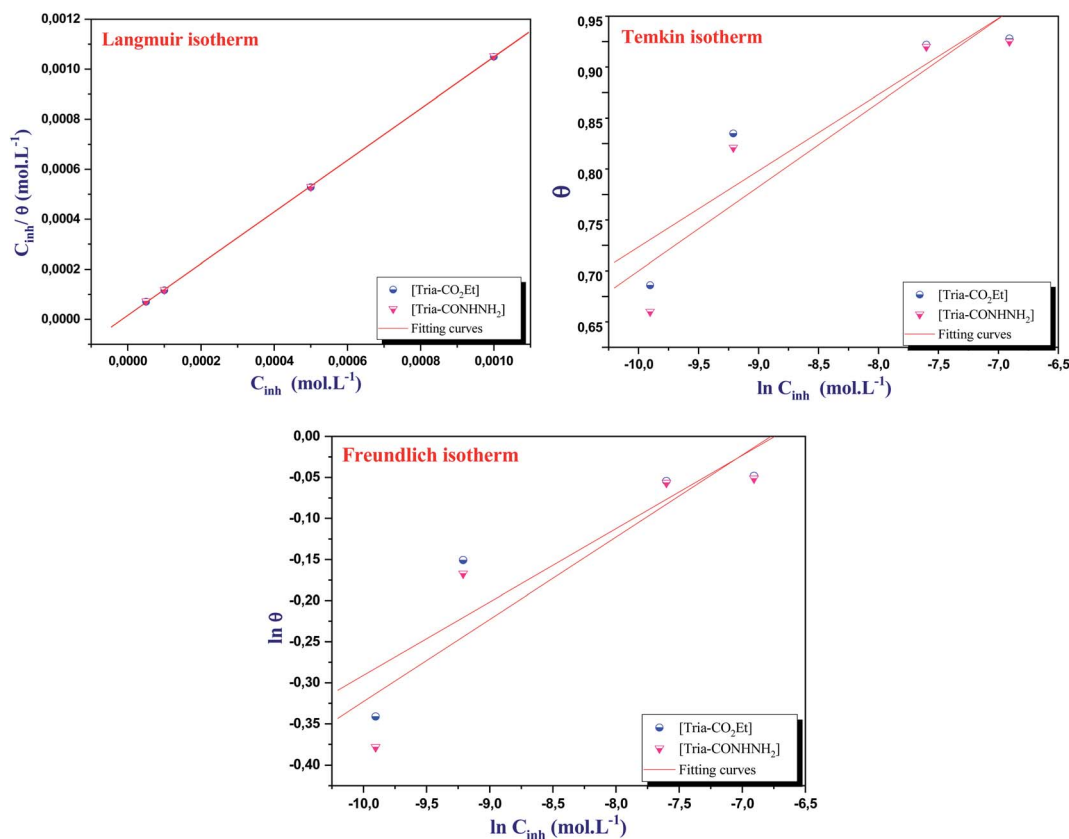 Langmuir isotherm
0,0012
0,0010
0,0008
0,0006
0,0004
0,0002
0,0000
C_inh/ θ (mol.L⁻¹)
[Tria-CO₂Et]
[Tria-CONHNH₂]
Fitting curves
0,0000 0,0002 0,0004 0,0006 0,0008 0,0010
C_inh (mol.L⁻¹)
Temkin isotherm
0,95
0,90
0,85
0,80
0,75
0,70
0,65
θ
[Tria-CO₂Et]
[Tria-CONHNH₂]
Fitting curves
-10,0 -9,5 -9,0 -8,5 -8,0 -7,5 -7,0 -6,5
ln C_inh (mol.L⁻¹)
Freundlich isotherm
0,00
-0,05
-0,10
-0,15
-0,20
-0,25
-0,30
-0,35
-0,40
ln θ
[Tria-CO₂Et]
[Tria-CONHNH₂]
Fitting curves
-10,0 -9,5 -9,0 -8,5 -8,0 -7,5 -7,0 -6,5
ln C_inh (mol.L⁻¹)